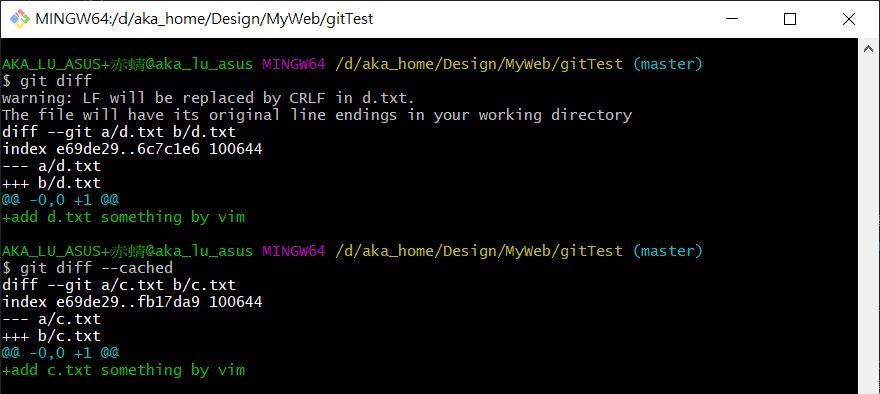 MINGW64:/d/aka_home/Design/MyWeb/gitTest
AKA_LU_ASUS+赤蜻@aka_lu_asus MINGW64 /d/aka_home/Design/MyWeb/gitTest (master)
$ git diff
warning: LF will be replaced by CRLF in d.txt.
The file will have its original line endings in your working directory
diff --git a/d.txt b/d.txt
index e69de29..6c7c1e6 100644
--- a/d.txt
+++ b/d.txt
@@ -0,0 +1 @@
+add d.txt something by vim
AKA_LU_ASUS+赤蜻@aka_lu_asus MINGW64 /d/aka_home/Design/MyWeb/gitTest (master)
$ git diff --cached
diff --git a/c.txt b/c.txt
index e69de29..fb17da9 100644
--- a/c.txt
+++ b/c.txt
@@ -0,0 +1 @@
+add c.txt something by vim